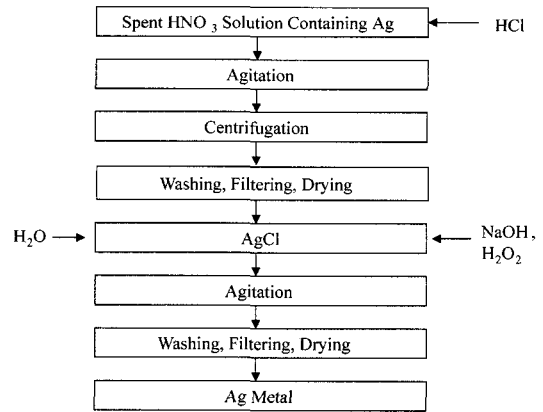 Spent HNO3 Solution Containing Ag
HCl
Agitation
Centrifugation
Washing, Filtering, Drying
H2O
AgCl
NaOH,
H2O2
Agitation
Washing, Filtering, Drying
Ag Metal